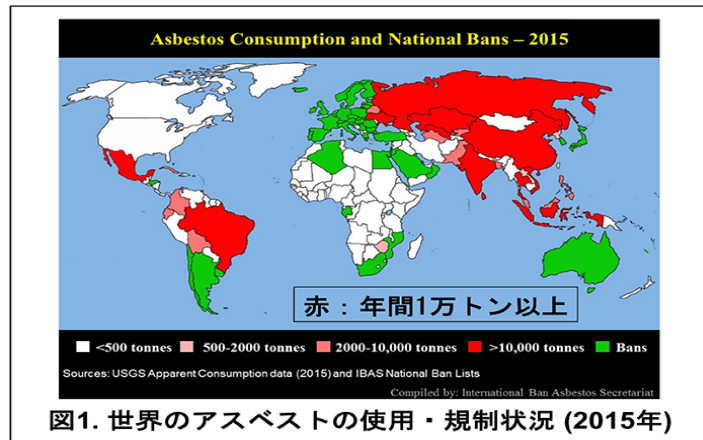 Asbestos Consumption and National Bans – 2015
赤：年間1万トン以上
<500 tonnes 500-2000 tonnes 2000-10,000 tonnes >10,000 tonnes Bans
Sources: USGS Apparent Consumption data (2015) and IBAS National Ban Lists
Compiled by: International Ban Asbestos Secretariat
図1. 世界のアスベストの使用・規制状況 (2015年)